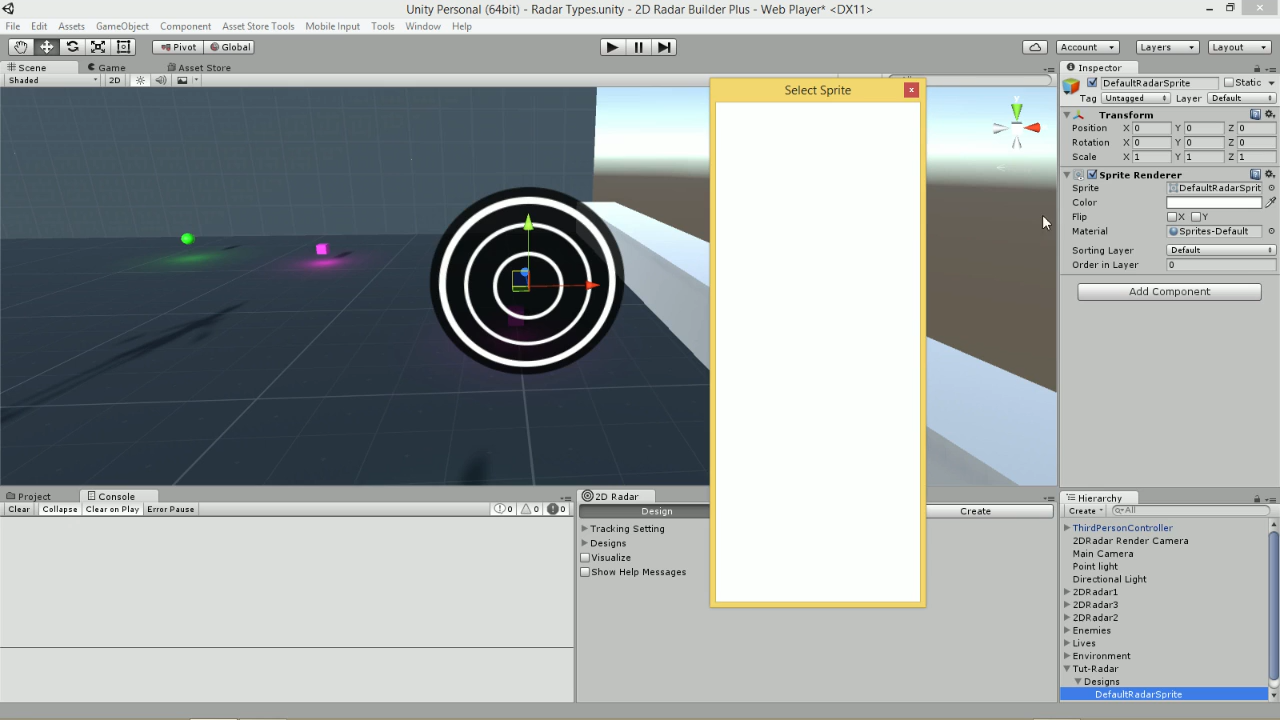 Unity Personal (64bit) - Radar Types.unity - 2D Radar Builder Plus - Web Player* <DX11>
File Edit Assets GameObject Component Asset Store Tools Mobile Input Tools Window Help
Pivot Global Account Layers Layout
Scene Game Asset Store Inspector
Shaded 2D
Select Sprite
DefaultRadarSprite Static
Tag Untagged Layer Default
Transform
Position X 0 Y 0 Z 0
Rotation X 0 Y 0 Z 0
Scale X 1 Y 1 Z 1
Sprite Renderer
Sprite DefaultRadarSprit
Color
Flip X Y
Material Sprites-Default
Sorting Layer Default
Order in Layer 0
Add Component
Project Console
Clear Collapse Clear on Play Error Pause 0 0 0
2D Radar
Design Create
Tracking Setting
Designs
Visualize
Show Help Messages
Hierarchy
Create All
ThirdPersonController
2DRadar Render Camera
Main Camera
Point light
Directional Light
2DRadar1
2DRadar3
2DRadar2
Enemies
Lives
Environment
Tut-Radar
Designs
DefaultRadarSprite